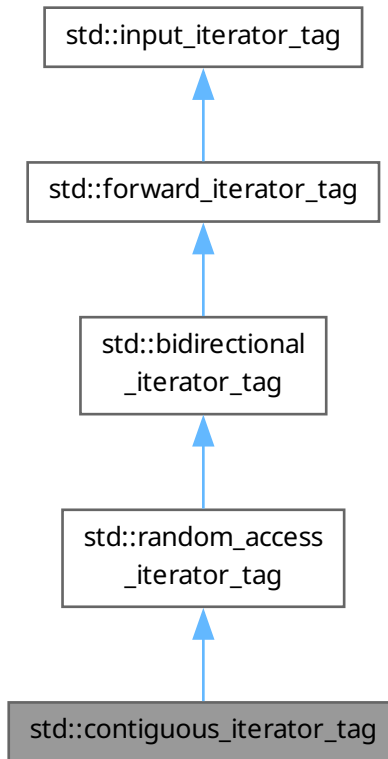 std::input_iterator_tag
std::forward_iterator_tag
std::bidirectional
_iterator_tag
std::random_access
_iterator_tag
std::contiguous_iterator_tag